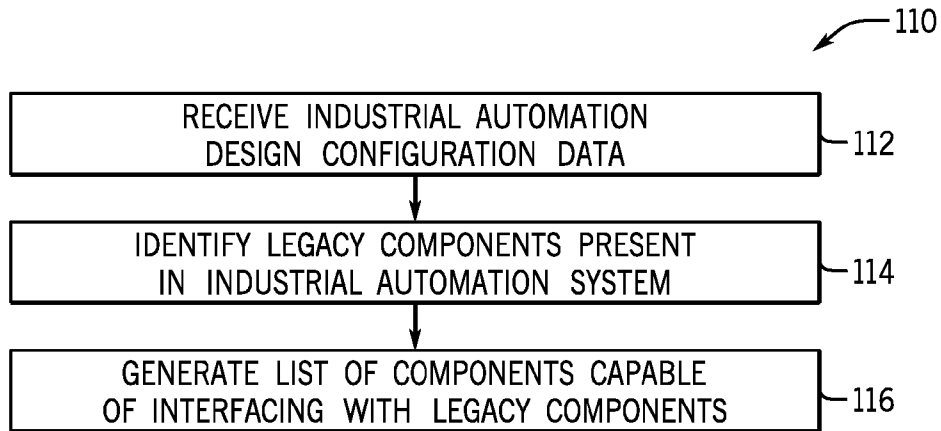 110
RECEIVE INDUSTRIAL AUTOMATION
DESIGN CONFIGURATION DATA
112
IDENTIFY LEGACY COMPONENTS PRESENT
IN INDUSTRIAL AUTOMATION SYSTEM
114
GENERATE LIST OF COMPONENTS CAPABLE
OF INTERFACING WITH LEGACY COMPONENTS
116